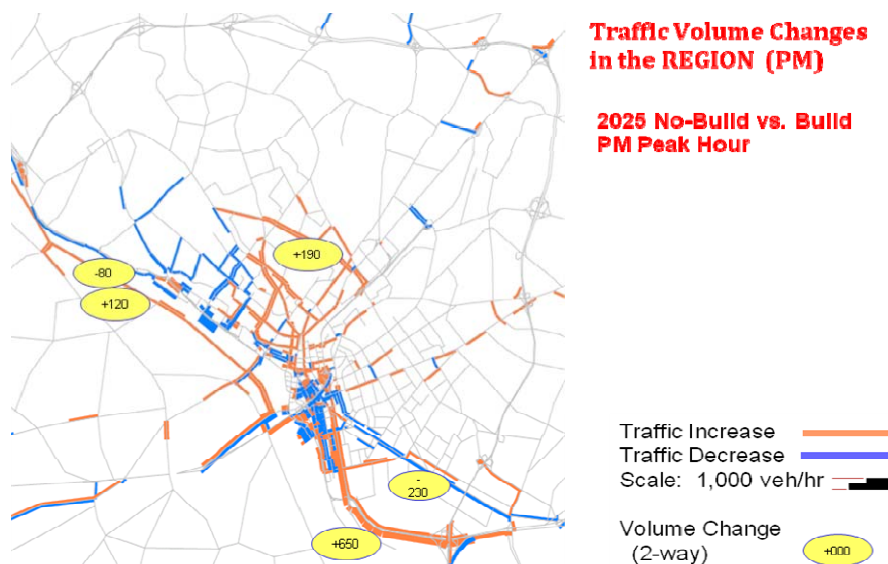 Traffic Volume Changes
in the REGION (PM)
2025 No-Build vs. Build
PM Peak Hour
+190
-80
+120
-
230
+650
Traffic Increase
Traffic Decrease
Scale: 1,000 veh/hr
Volume Change
(2-way)
+000